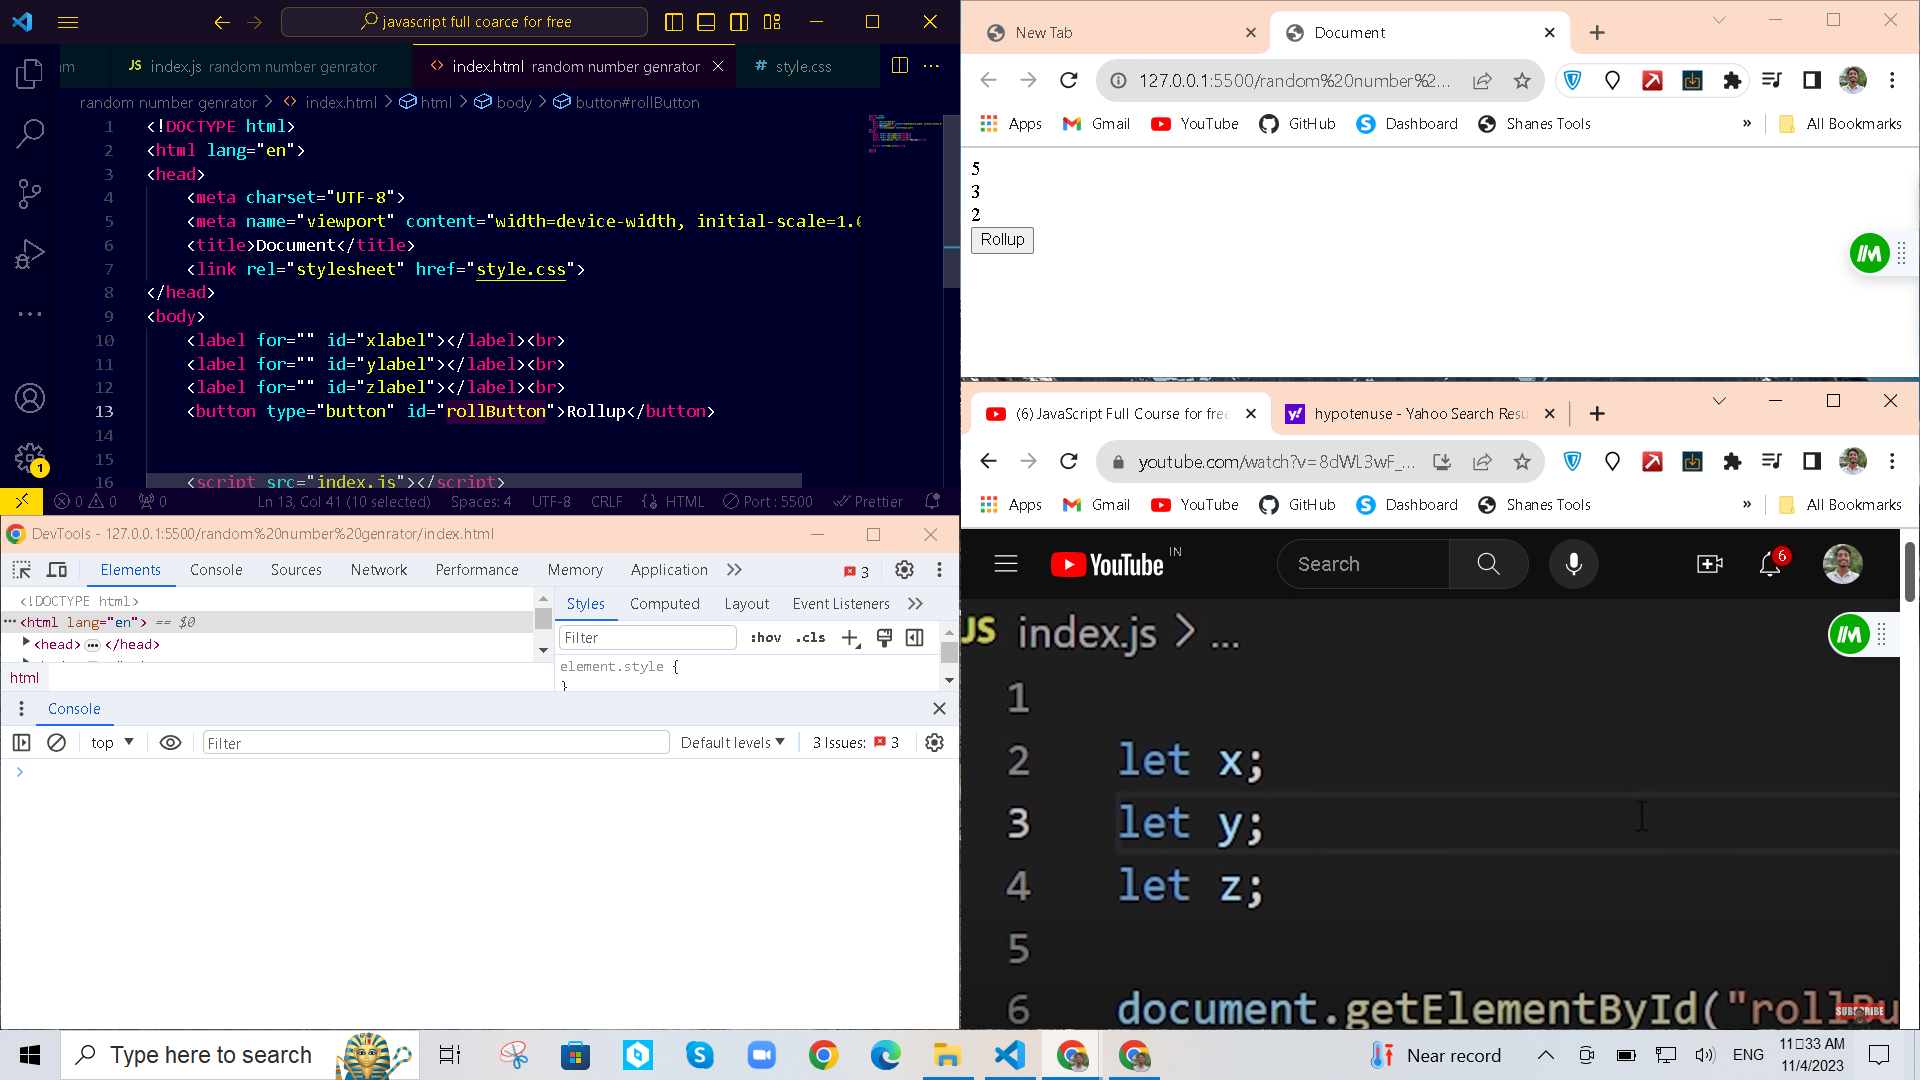 javascript full coarce for free
JS index.js random number genrator
index.html random number genrator
# style.css
random number genrator > index.html > html > body > button#rollButton
1 <!DOCTYPE html>
2 <html lang="en">
3 <head>
4 <meta charset="UTF-8">
5 <meta name="viewport" content="width=device-width, initial-scale=1.0
6 <title>Document</title>
7 <link rel="stylesheet" href="style.css">
8 </head>
9 <body>
10 <label for="" id="xlabel"></label><br>
11 <label for="" id="ylabel"></label><br>
12 <label for="" id="zlabel"></label><br>
13 <button type="button" id="rollButton">Rollup</button>
14
15
16 <script src="index.js"></script>
1
0 0 0 Ln 13, Col 41 (10 selected) Spaces: 4 UTF-8 CRLF {} HTML Port : 5500 Prettier
DevTools - 127.0.0.1:5500/random%20number%20genrator/index.html
Elements Console Sources Network Performance Memory Application >> 3
<!DOCTYPE html>
<html lang="en"> == $0
<head> ... </head>
html
Styles Computed Layout Event Listeners >>
Filter :hov .cls
element.style {
}
Console
top Filter Default levels 3 Issues: 3
>
New Tab
Document
127.0.0.1:5500/random%20number%2...
Apps Gmail YouTube GitHub Dashboard Shanes Tools » All Bookmarks
5
3
2
Rollup
(6) JavaScript Full Course for free
hypotenuse - Yahoo Search Resu
youtube.com/watch?v=8dWL3wF_...
Apps Gmail YouTube GitHub Dashboard Shanes Tools » All Bookmarks
YouTube IN
Search
6
JS index.js > ...
1
2 let x;
3 let y;
4 let z;
5
6 document.getElementById("rollBu
SUBSCRIBE
Type here to search
Near record
ENG
11:33 AM
11/4/2023